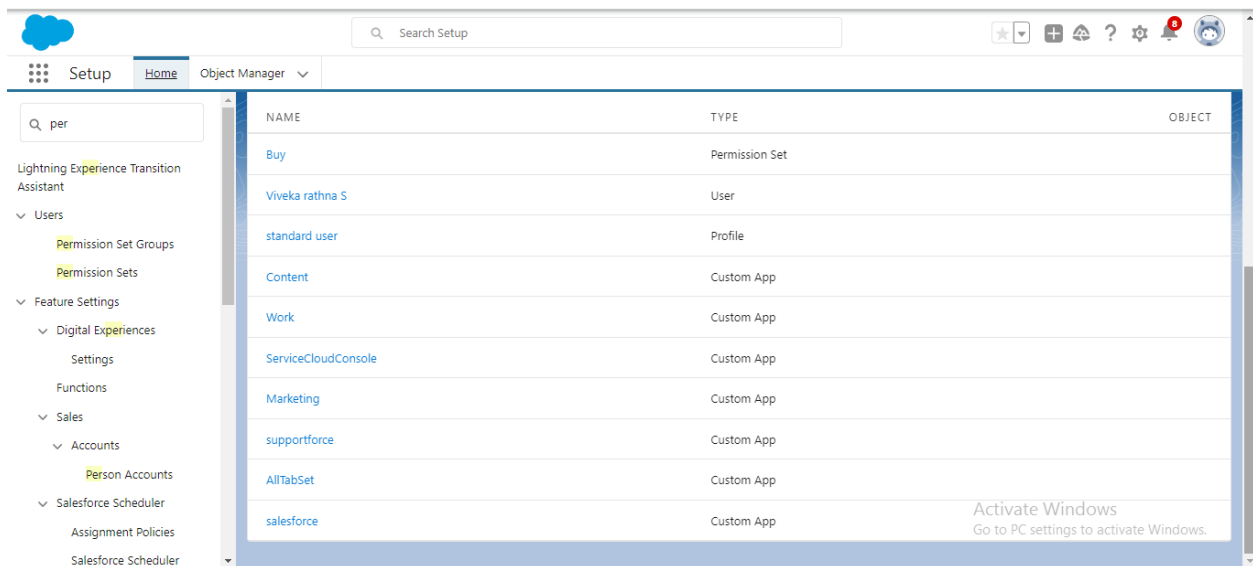 Search Setup
8
Setup
Home
Object Manager
per
Lightning Experience Transition
Assistant
Users
Permission Set Groups
Permission Sets
Feature Settings
Digital Experiences
Settings
Functions
Sales
Accounts
Person Accounts
Salesforce Scheduler
Assignment Policies
Salesforce Scheduler
NAME TYPE OBJECT
Buy Permission Set
Viveka rathna S User
standard user Profile
Content Custom App
Work Custom App
ServiceCloudConsole Custom App
Marketing Custom App
supportforce Custom App
AllTabSet Custom App
salesforce Custom App
Activate Windows
Go to PC settings to activate Windows.